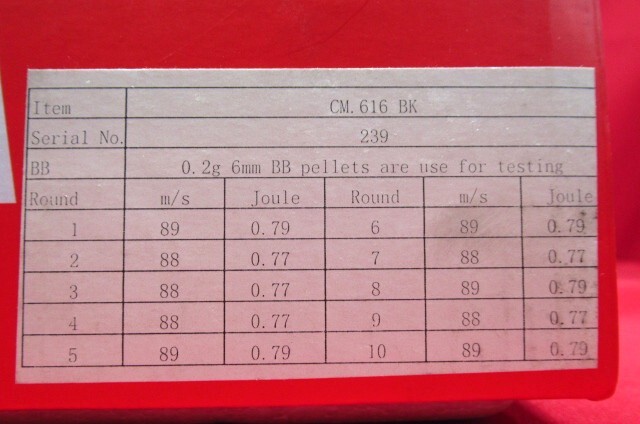 Item CM.616 BK
Serial No. 239
BB 0.2g 6mm BB pellets are use for testing
Round m/s Joule Round m/s Joule
1 89 0.79 6 89 0.79
2 88 0.77 7 88 0.77
3 88 0.77 8 89 0.79
4 88 0.77 9 88 0.77
5 89 0.79 10 89 0.79